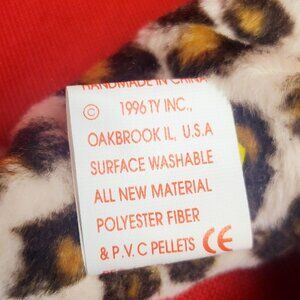 HANDMADE IN CHINA
© 1996 TY INC.,
OAKBROOK IL, U.S.A
SURFACE WASHABLE
ALL NEW MATERIAL
POLYESTER FIBER
& P.V.C PELLETS CE